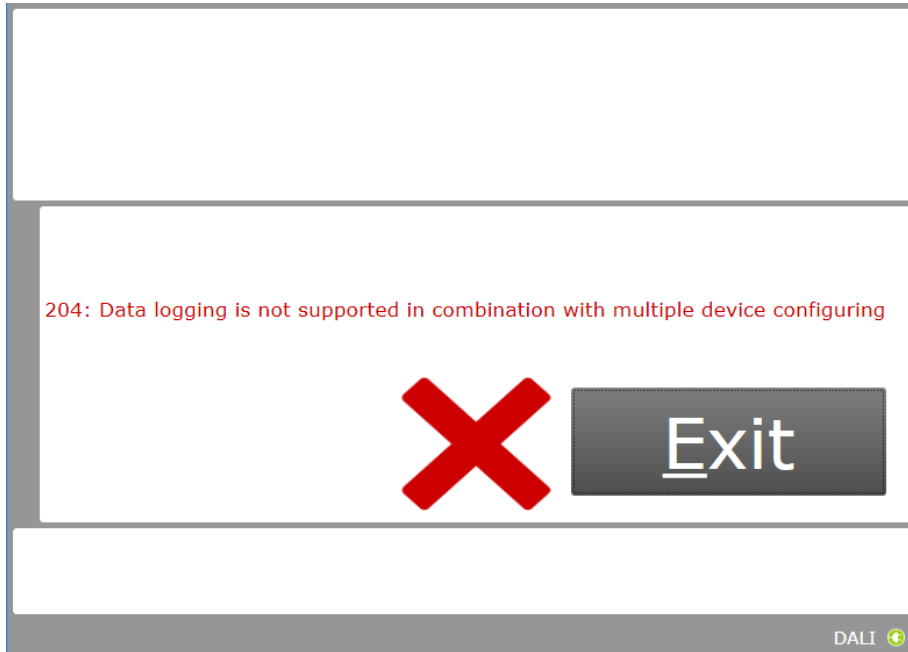 204: Data logging is not supported in combination with multiple device configuring
Exit
DALI